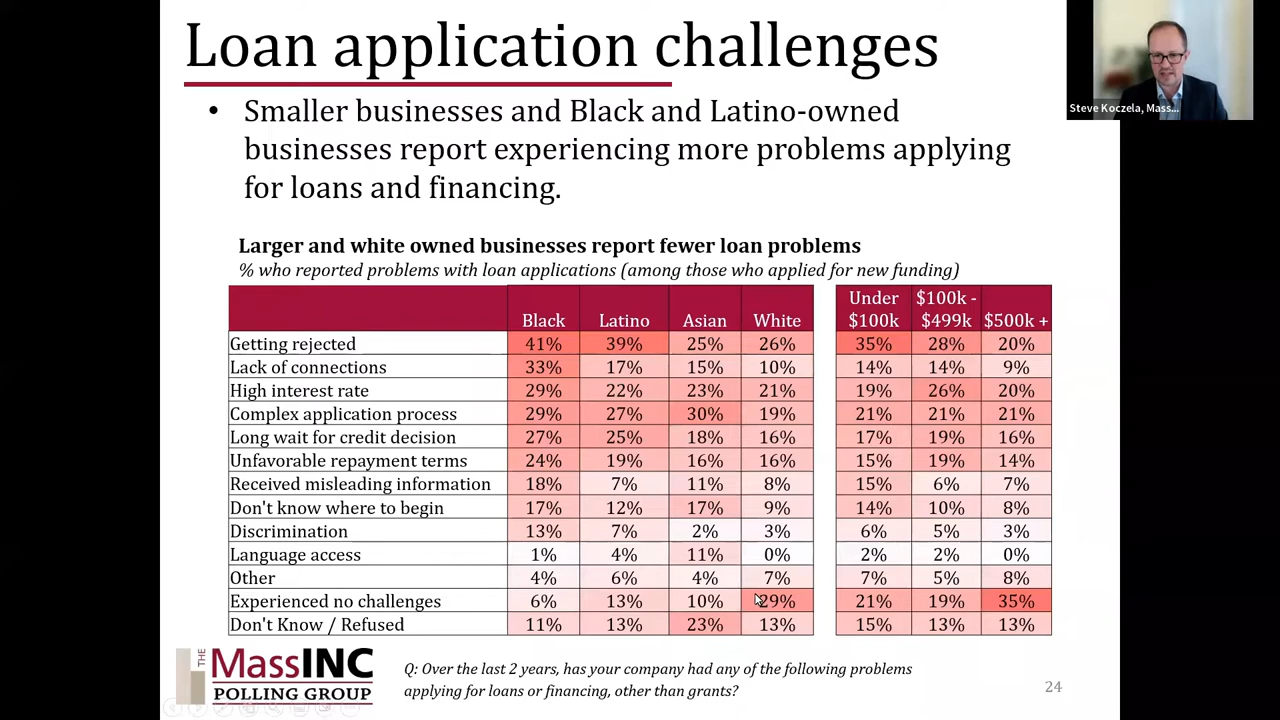 Loan application challenges
Steve Koczela, Mass...
• Smaller businesses and Black and Latino-owned
businesses report experiencing more problems applying
for loans and financing.
Larger and white owned businesses report fewer loan problems
% who reported problems with loan applications (among those who applied for new funding)
Black Latino Asian White Under $100k $100k - $499k $500k +
Getting rejected 41% 39% 25% 26% 35% 28% 20%
Lack of connections 33% 17% 15% 10% 14% 14% 9%
High interest rate 29% 22% 23% 21% 19% 26% 20%
Complex application process 29% 27% 30% 19% 21% 21% 21%
Long wait for credit decision 27% 25% 18% 16% 17% 19% 16%
Unfavorable repayment terms 24% 19% 16% 16% 15% 19% 14%
Received misleading information 18% 7% 11% 8% 15% 6% 7%
Don't know where to begin 17% 12% 17% 9% 14% 10% 8%
Discrimination 13% 7% 2% 3% 6% 5% 3%
Language access 1% 4% 11% 0% 2% 2% 0%
Other 4% 6% 4% 7% 7% 5% 8%
Experienced no challenges 6% 13% 10% 29% 21% 19% 35%
Don't Know / Refused 11% 13% 23% 13% 15% 13% 13%
THE MassINC
POLLING GROUP
Q: Over the last 2 years, has your company had any of the following problems
applying for loans or financing, other than grants?
24